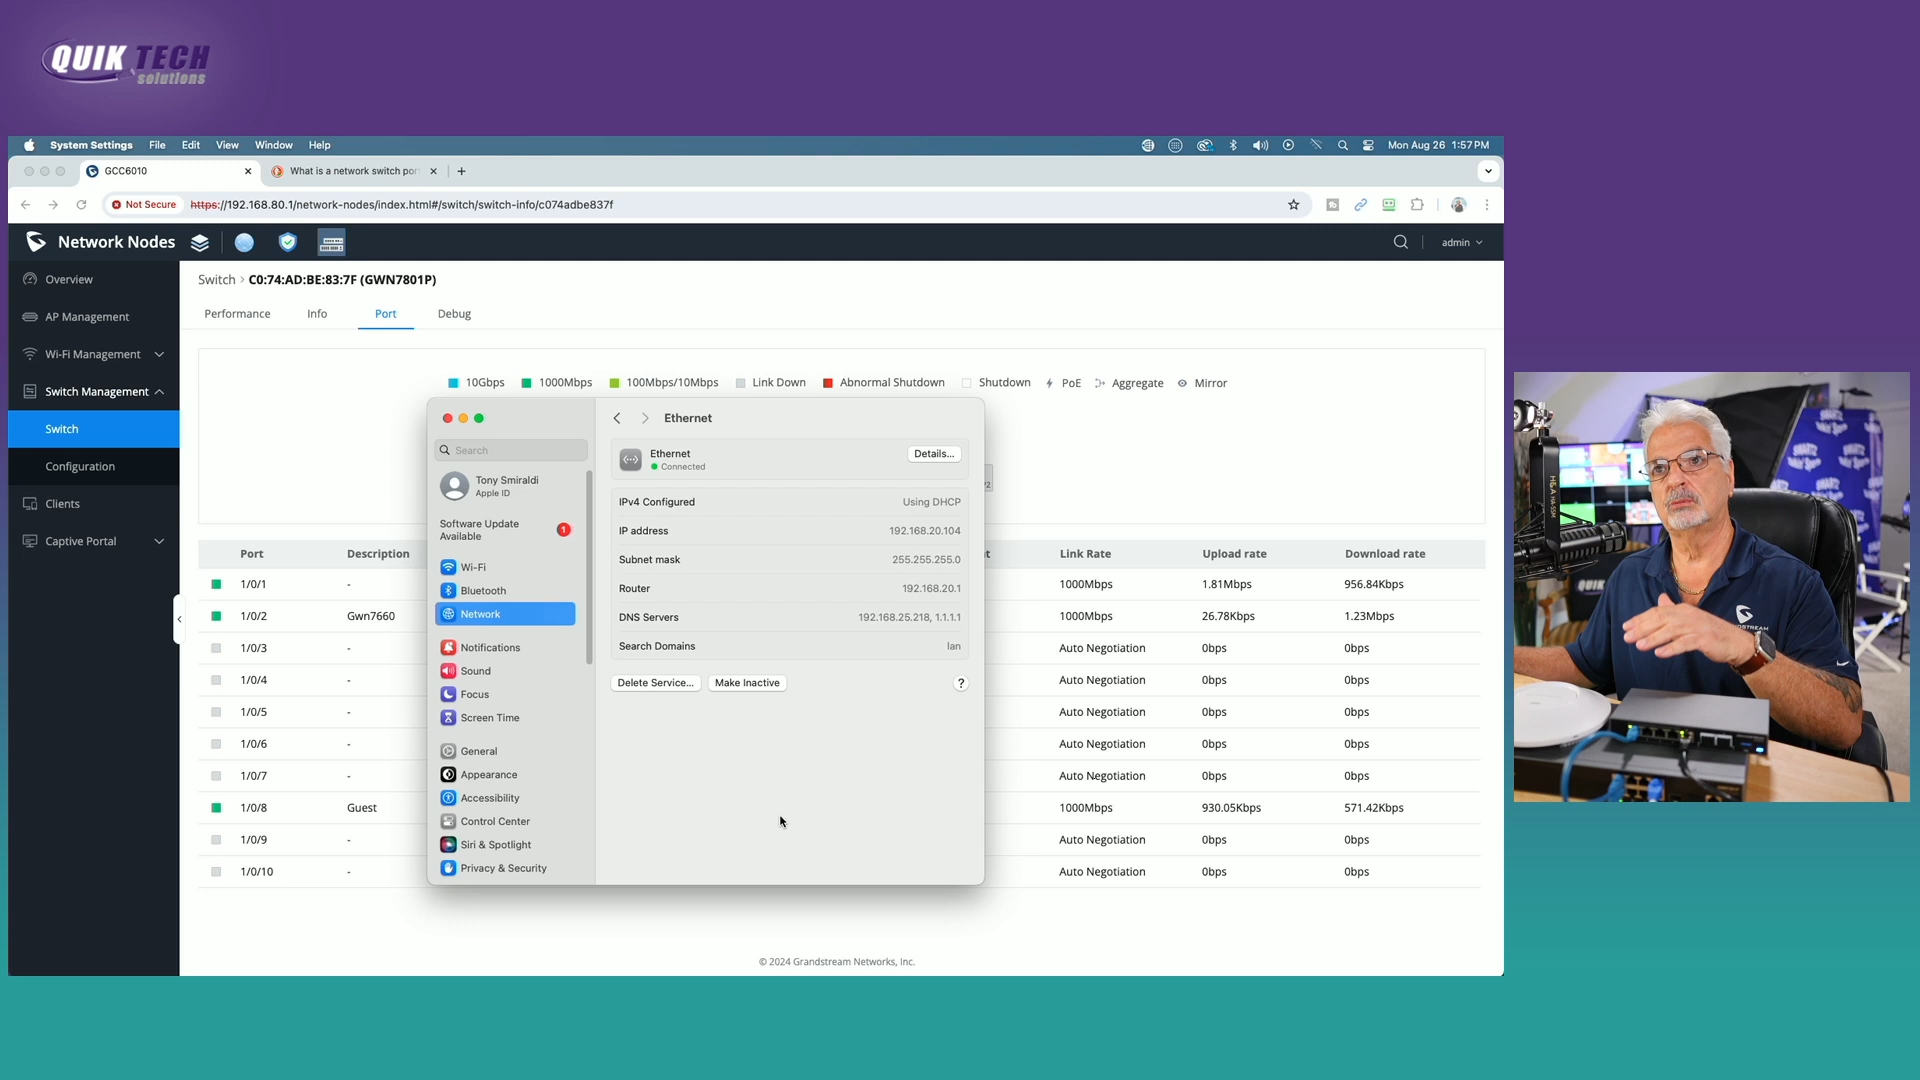 QUIK TECH
solutions
System Settings File Edit View Window Help
Mon Aug 26 1:57 PM
GCC6010
What is a network switch por
Not Secure
https://192.168.80.1/network-nodes/index.html#/switch/switch-info/c074adbe837f
Network Nodes
admin
Overview
AP Management
Wi-Fi Management
Switch Management
Switch
Configuration
Clients
Captive Portal
Switch › C0:74:AD:BE:83:7F (GWN7801P)
Performance Info Port Debug
10Gbps 1000Mbps 100Mbps/10Mbps Link Down Abnormal Shutdown Shutdown PoE Aggregate Mirror
Port Description Link Rate Upload rate Download rate
1/0/1 - 1000Mbps 1.81Mbps 956.84Kbps
1/0/2 Gwn7660 1000Mbps 26.78Kbps 1.23Mbps
1/0/3 - Auto Negotiation 0bps 0bps
1/0/4 - Auto Negotiation 0bps 0bps
1/0/5 - Auto Negotiation 0bps 0bps
1/0/6 - Auto Negotiation 0bps 0bps
1/0/7 - Auto Negotiation 0bps 0bps
1/0/8 Guest 1000Mbps 930.05Kbps 571.42Kbps
1/0/9 - Auto Negotiation 0bps 0bps
1/0/10 - Auto Negotiation 0bps 0bps
© 2024 Grandstream Networks, Inc.
Search
Tony Smiraldi
Apple ID
Software Update
Available
1
Wi-Fi
Bluetooth
Network
Notifications
Sound
Focus
Screen Time
General
Appearance
Accessibility
Control Center
Siri & Spotlight
Privacy & Security
Ethernet
Ethernet
Connected
Details...
IPv4 Configured Using DHCP
IP address 192.168.20.104
Subnet mask 255.255.255.0
Router 192.168.20.1
DNS Servers 192.168.25.218, 1.1.1.1
Search Domains lan
Delete Service... Make Inactive ?